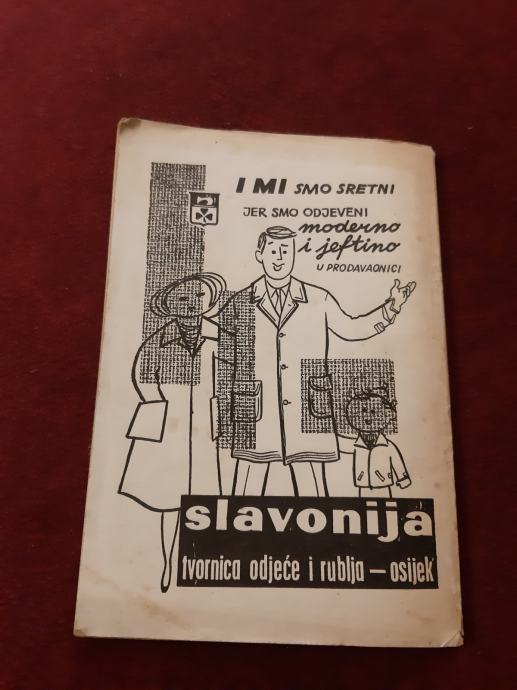 I MI SMO SRETNI
JER SMO ODJEVENI
moderno
i jeftino
U PRODAVAONICI
slavonija
tvornica odjeće i rublja – osijek